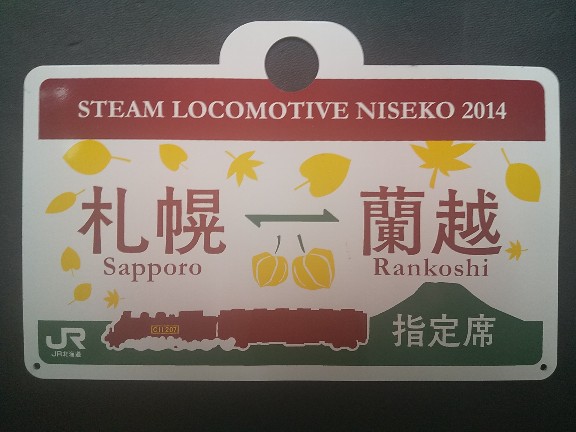 STEAM LOCOMOTIVE NISEKO 2014
札幌 蘭越
Sapporo Rankoshi
C11 207
指定席
JR
JR北海道